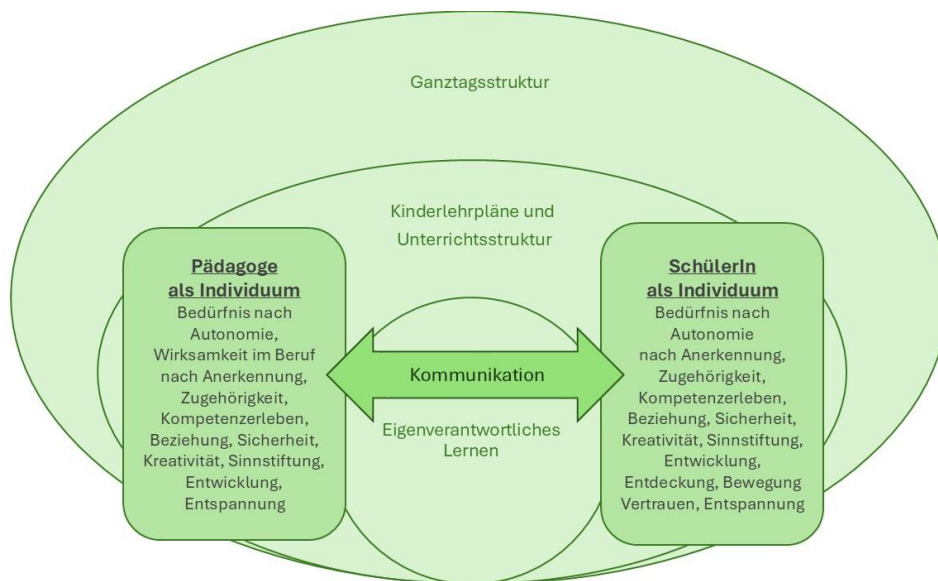 Ganztagsstruktur
Kinderlehrpläne und
Unterrichtsstruktur
Pädagoge
als Individuum
Bedürfnis nach
Autonomie,
Wirksamkeit im Beruf
nach Anerkennung,
Zugehörigkeit,
Kompetenzerleben,
Beziehung, Sicherheit,
Kreativität, Sinnstiftung,
Entwicklung,
Entspannung
Kommunikation
Eigenverantwortliches
Lernen
SchülerIn
als Individuum
Bedürfnis nach
Autonomie
nach Anerkennung,
Zugehörigkeit,
Kompetenzerleben,
Beziehung, Sicherheit,
Kreativität, Sinnstiftung,
Entwicklung,
Entdeckung, Bewegung
Vertrauen, Entspannung